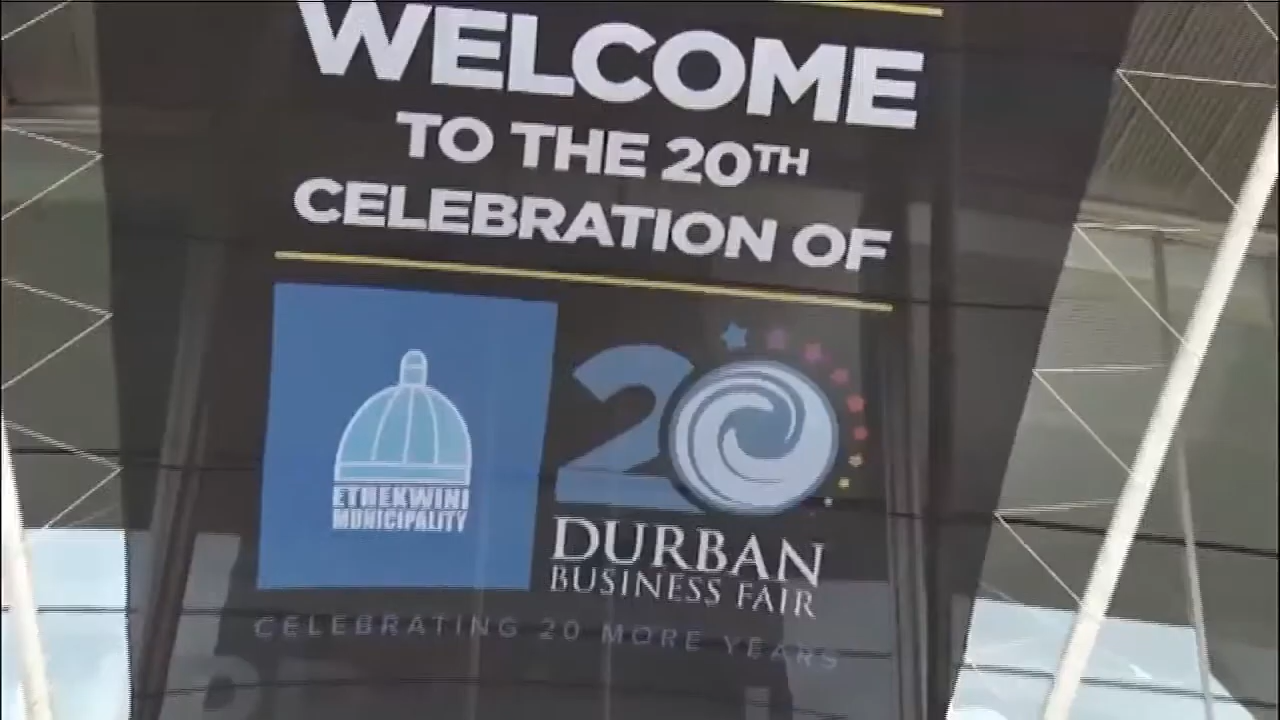 WELCOME
TO THE 20TH
CELEBRATION OF
ETHEKWINI
MUNICIPALITY
20
DURBAN
BUSINESS FAIR
CELEBRATING 20 MORE YEARS